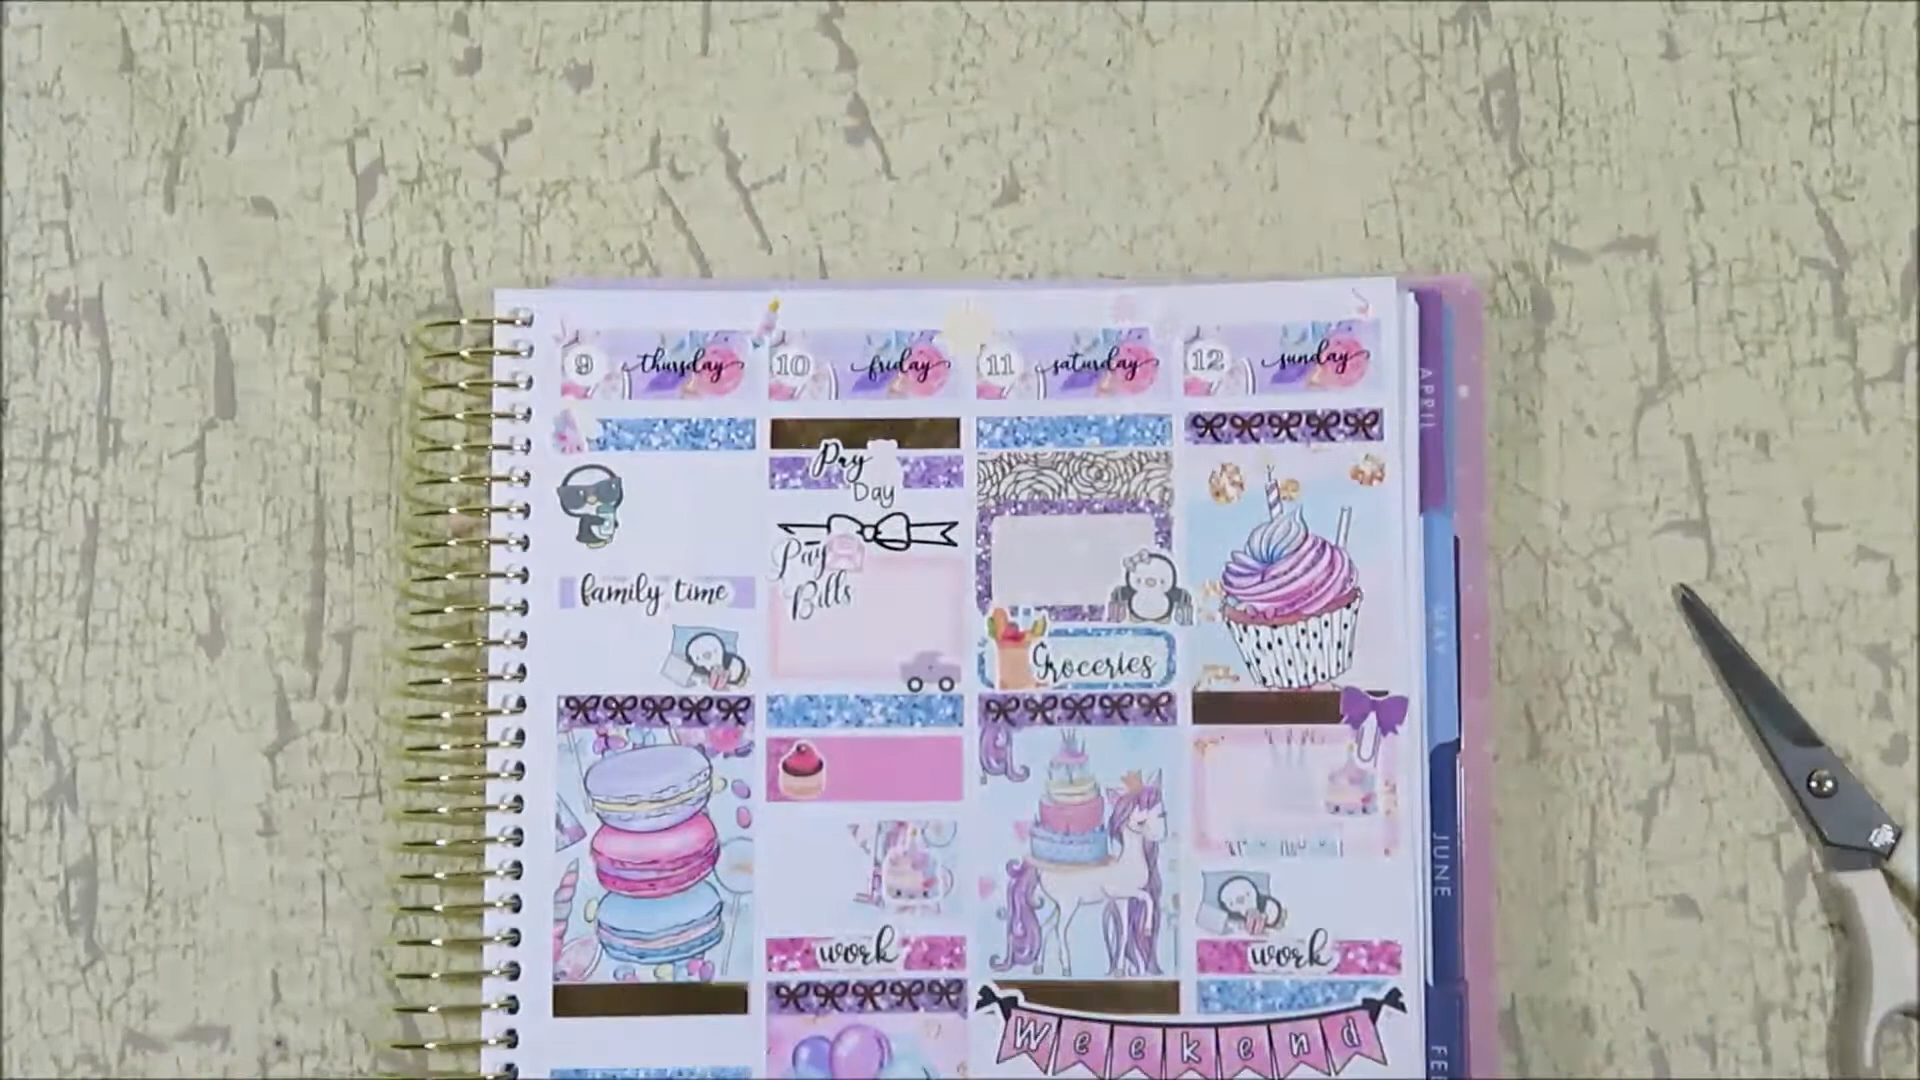 9 thursday
10 friday
11 saturday
12 sunday
Pay
Day
Pay
Bills
family time
Groceries
work
work
Weekend
APRIL
MAY
JUNE